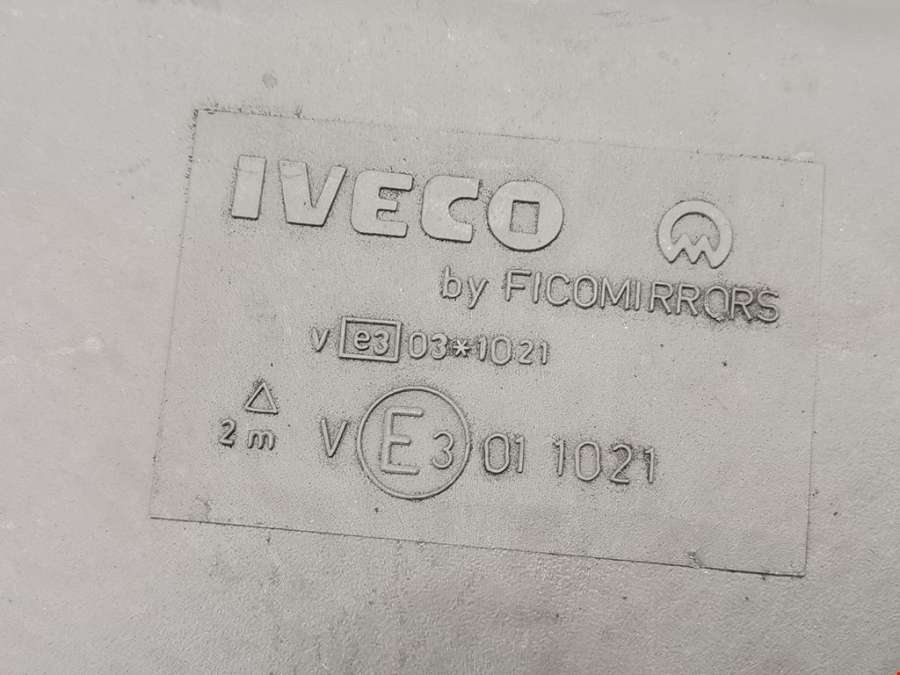 IVECO
by FICOMIRRORS
V e3 03*1021
2 m V E3 01 1021